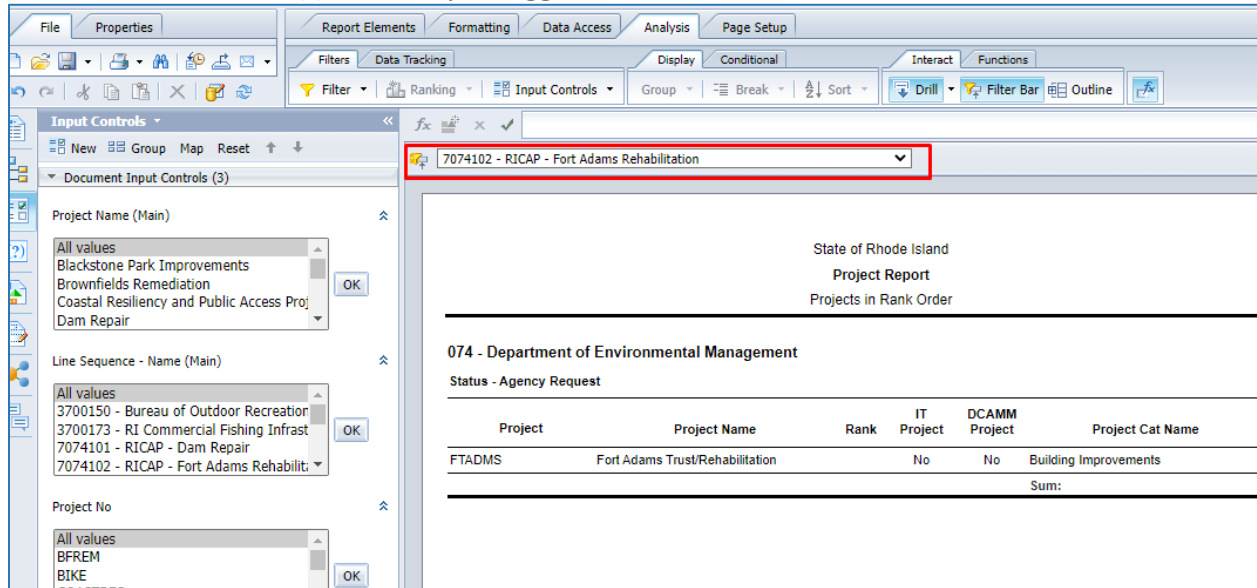 File Properties Report Elements Formatting Data Access Analysis Page Setup
Filters Data Tracking Display Conditional Interact Functions
Filter Ranking Input Controls Group Break Sort Drill Filter Bar Outline
Input Controls
New Group Map Reset
Document Input Controls (3)
7074102 - RICAP - Fort Adams Rehabilitation
Project Name (Main)
All values
Blackstone Park Improvements
Brownfields Remediation
Coastal Resiliency and Public Access Proj
Dam Repair
OK
Line Sequence - Name (Main)
All values
3700150 - Bureau of Outdoor Recreation
3700173 - RI Commercial Fishing Infrast
7074101 - RICAP - Dam Repair
7074102 - RICAP - Fort Adams Rehabilit
OK
Project No
All values
BFREM
BIKE
OK
State of Rhode Island
Project Report
Projects in Rank Order
074 - Department of Environmental Management
Status - Agency Request
Project Project Name Rank IT Project DCAMM Project Project Cat Name
FTADMS Fort Adams Trust/Rehabilitation No No Building Improvements
Sum: